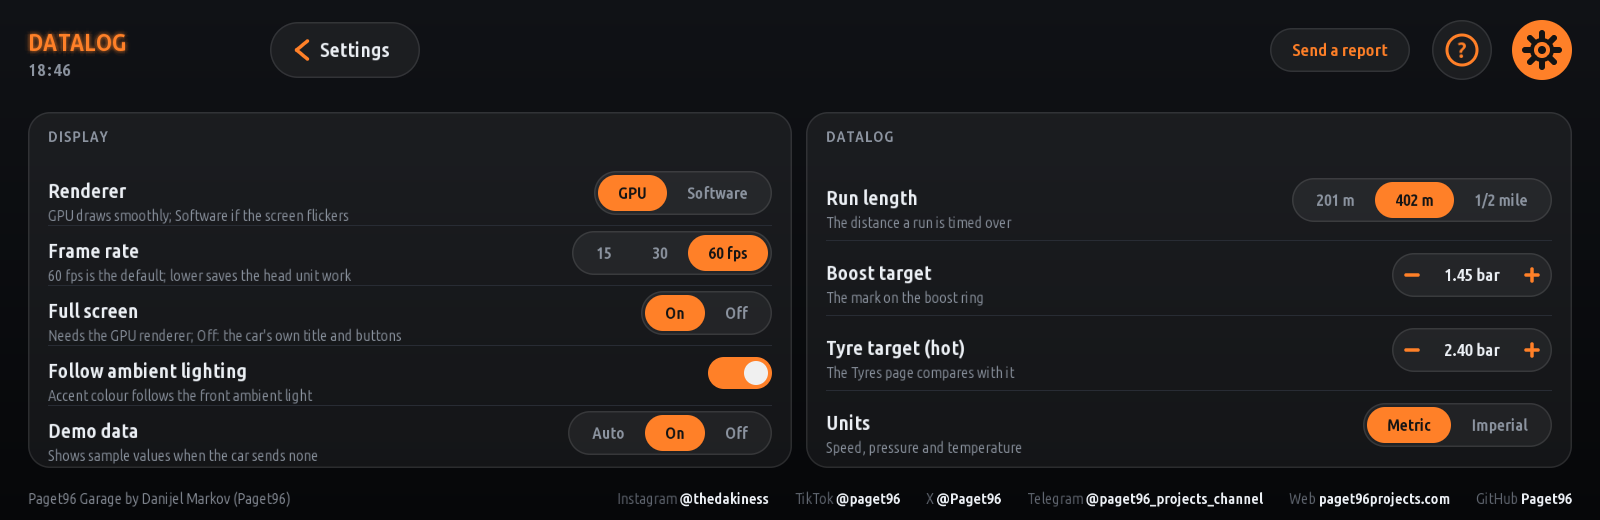 DATALOG
18:46
Settings
Send a report
?
DISPLAY
Renderer
GPU draws smoothly; Software if the screen flickers
GPU Software
Frame rate
60 fps is the default; lower saves the head unit work
15 30 60 fps
Full screen
Needs the GPU renderer; Off: the car's own title and buttons
On Off
Follow ambient lighting
Accent colour follows the front ambient light
Demo data
Shows sample values when the car sends none
Auto On Off
DATALOG
Run length
The distance a run is timed over
201 m 402 m 1/2 mile
Boost target
The mark on the boost ring
− 1.45 bar +
Tyre target (hot)
The Tyres page compares with it
− 2.40 bar +
Units
Speed, pressure and temperature
Metric Imperial
Paget96 Garage by Danijel Markov (Paget96)
Instagram @thedakiness TikTok @paget96 X @Paget96 Telegram @paget96_projects_channel Web paget96projects.com GitHub Paget96